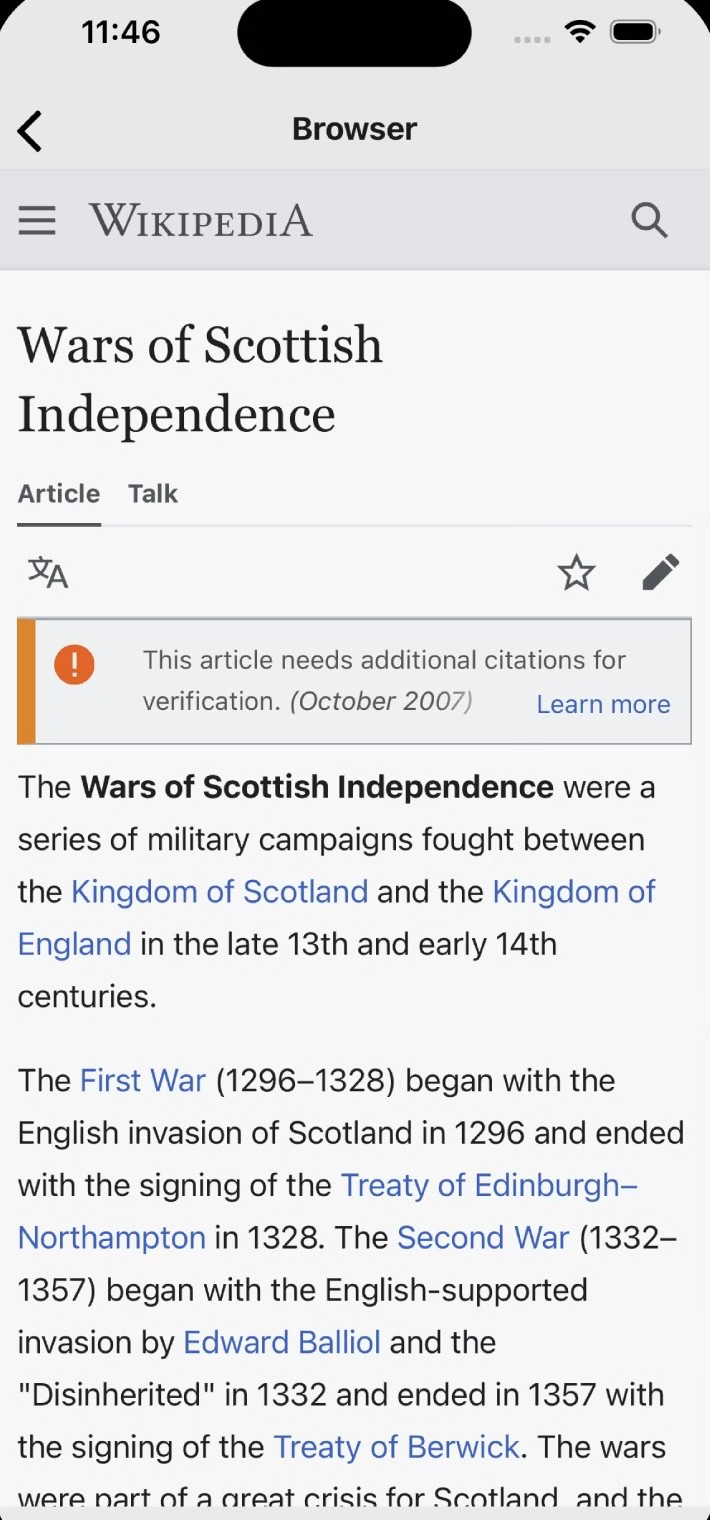 11:46
Browser
WIKIPEDIA
Wars of Scottish
Independence
Article Talk
文A
This article needs additional citations for
verification. (October 2007) Learn more
The Wars of Scottish Independence were a
series of military campaigns fought between
the Kingdom of Scotland and the Kingdom of
England in the late 13th and early 14th
centuries.
The First War (1296–1328) began with the
English invasion of Scotland in 1296 and ended
with the signing of the Treaty of Edinburgh–
Northampton in 1328. The Second War (1332–
1357) began with the English-supported
invasion by Edward Balliol and the
"Disinherited" in 1332 and ended in 1357 with
the signing of the Treaty of Berwick. The wars
were part of a great crisis for Scotland, and the